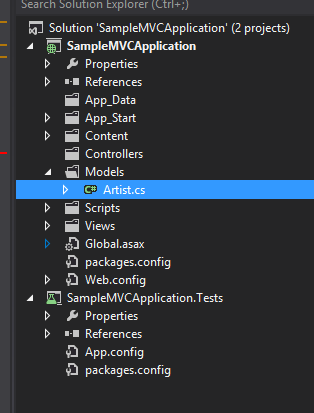 Search Solution Explorer (Ctrl+;)
Solution 'SampleMVCApplication' (2 projects)
SampleMVCApplication
Properties
References
App_Data
App_Start
Content
Controllers
Models
C# Artist.cs
Scripts
Views
Global.asax
packages.config
Web.config
SampleMVCApplication.Tests
Properties
References
App.config
packages.config